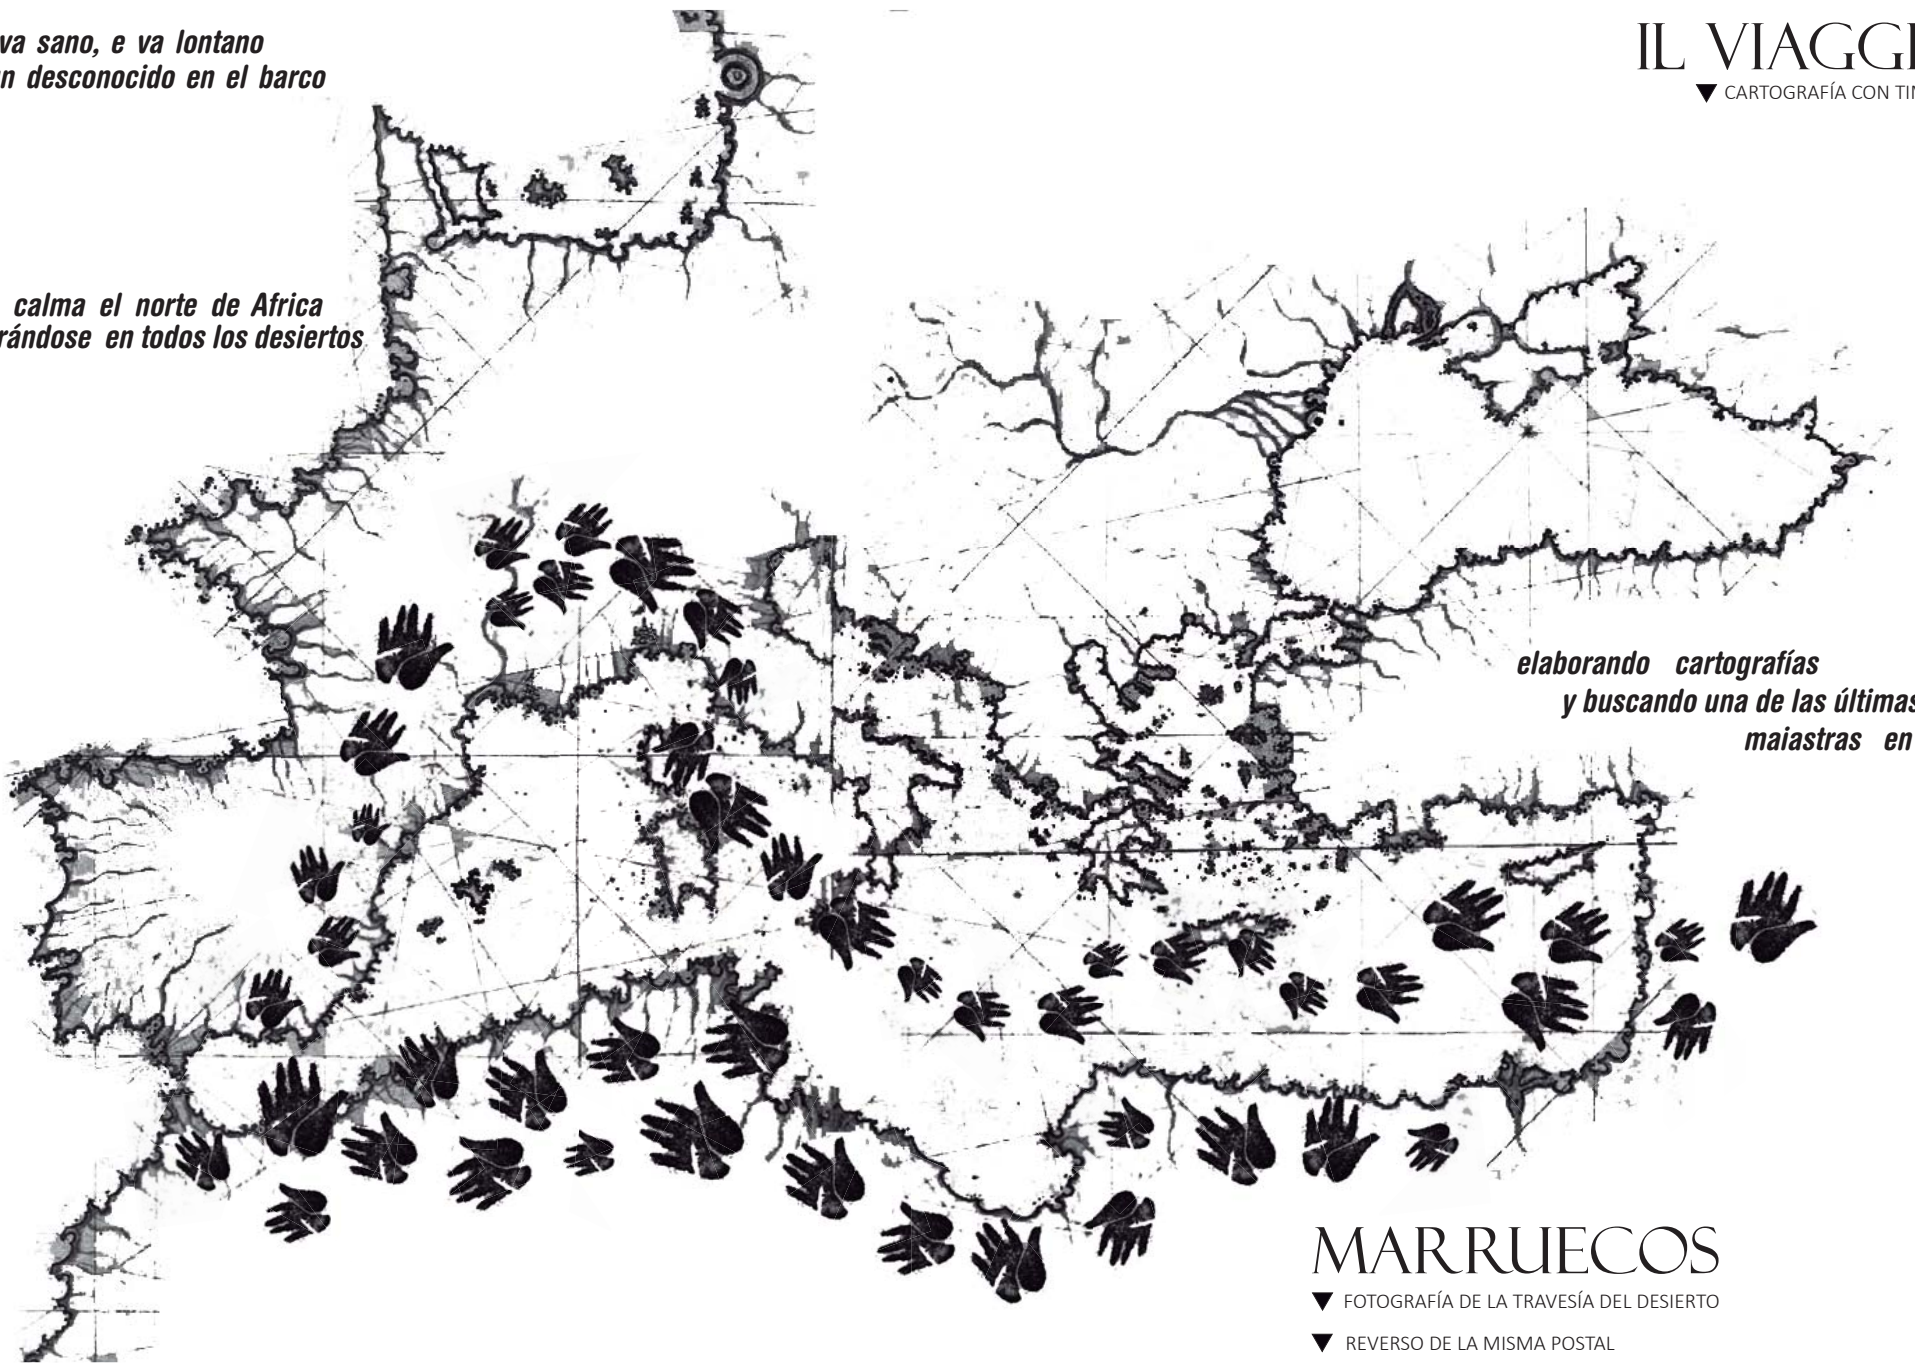 va sano, e va lontano
desconocido en el barco
IL VIAGGI
▼ CARTOGRAFÍA CON
calma el norte de Africa
rándose en todos los desiertos
elaborando cartografías
y buscando una de las últimas
maiastras en
MARRUECOS
▼ FOTOGRAFÍA DE LA TRAVESÍA DEL DESIERTO
▼ REVERSO DE LA MISMA POSTAL